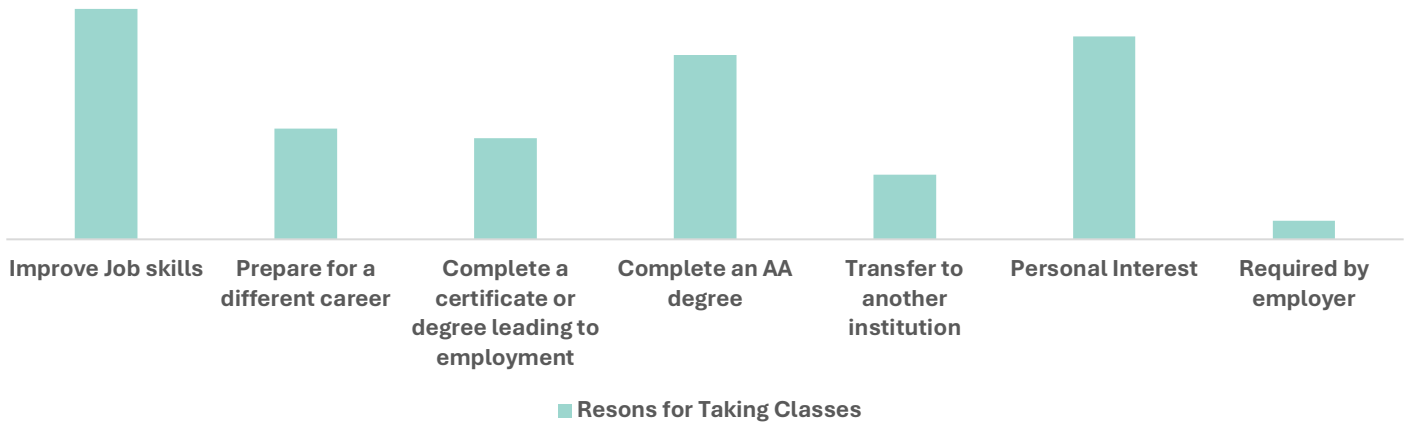 Improve Job skills
Prepare for a
different career
Complete a
certificate or
degree leading to
employment
Complete an AA
degree
Transfer to
another
institution
Personal Interest
Required by
employer
Resons for Taking Classes